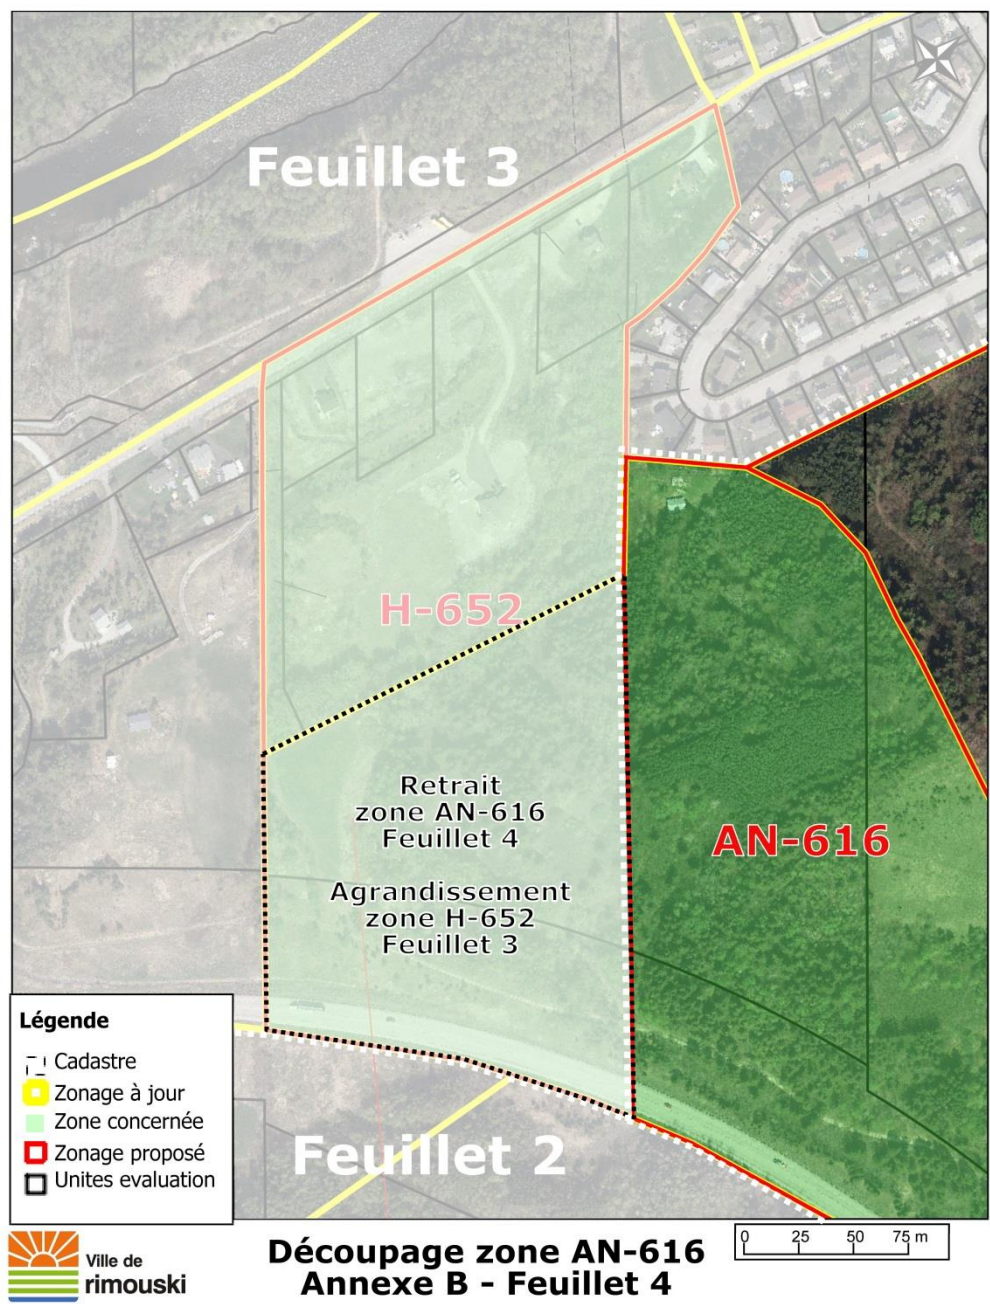 Feuillet 3
H-652
Retrait
zone AN-616
Feuillet 4
Agrandissement
zone H-652
Feuillet 3
AN-616
Feuillet 2
Légende
Cadastre
Zonage à jour
Zone concernée
Zonage proposé
Unites evaluation
Ville de
rimouski
Découpage zone AN-616
Annexe B - Feuillet 4
0 25 50 75 m